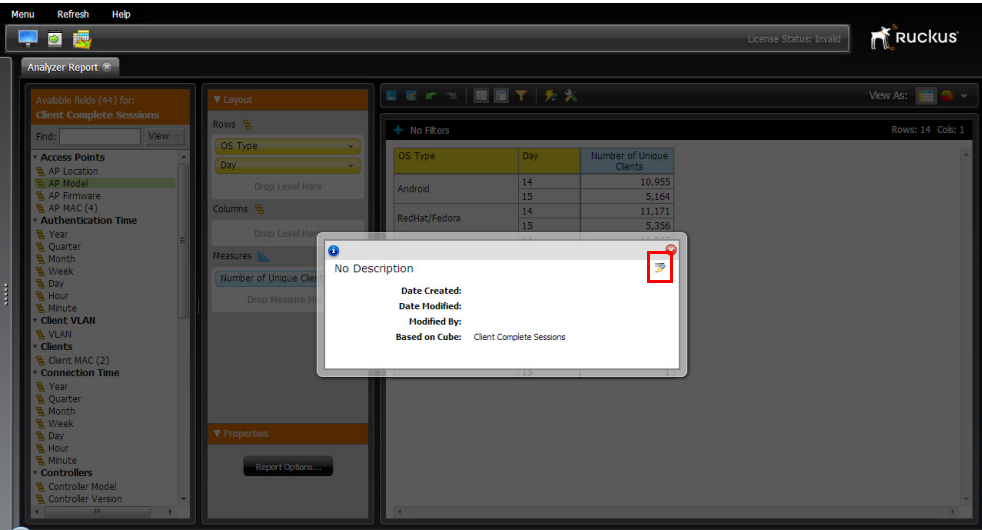 Menu Refresh Help
License Status: Invalid
Ruckus
Analyzer Report
Available fields (44) for:
Client Complete Sessions
Find:
View
Access Points
AP Location
AP Model
AP Firmware
AP MAC (4)
Authentication Time
Year
Quarter
Month
Week
Day
Hour
Minute
Client VLAN
VLAN
Clients
Client MAC (2)
Connection Time
Year
Quarter
Month
Week
Day
Hour
Minute
Controllers
Controller Model
Controller Version
Layout
Rows
OS Type
Day
Drop Level Here
Columns
Drop Level Here
Measures
Number of Unique Clien
Drop Measure He
Properties
Report Options...
View As:
No Filters
Rows: 14 Cols: 1
OS Type Day Number of Unique
Clients
Android 14 10,955
15 5,164
RedHat/Fedora 14 11,171
15 5,356
No Description
Date Created:
Date Modified:
Modified By:
Based on Cube: Client Complete Sessions
15 1